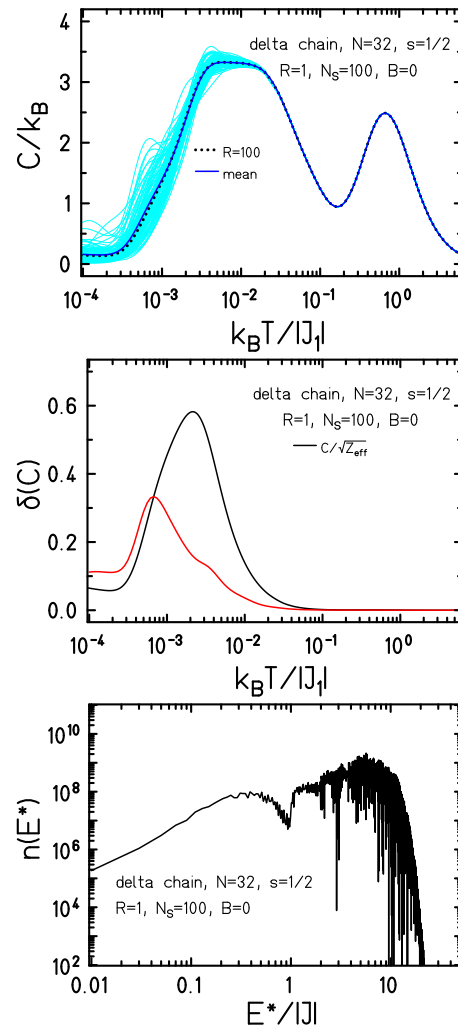 C/k_B
4
3
2
1
0
delta chain, N=32, s=1/2
R=1, N_S=100, B=0
R=100
mean
10^-4 10^-3 10^-2 10^-1 10^0
k_B T/|J_1|
δ(C)
0.6
0.4
0.2
0.0
delta chain, N=32, s=1/2
R=1, N_S=100, B=0
C/√Z_eff
10^-4 10^-3 10^-2 10^-1 10^0
k_B T/|J_1|
n(E*)
10^10
10^8
10^6
10^4
10^2
delta chain, N=32, s=1/2
R=1, N_S=100, B=0
0.01 0.1 1 10
E*/|J|